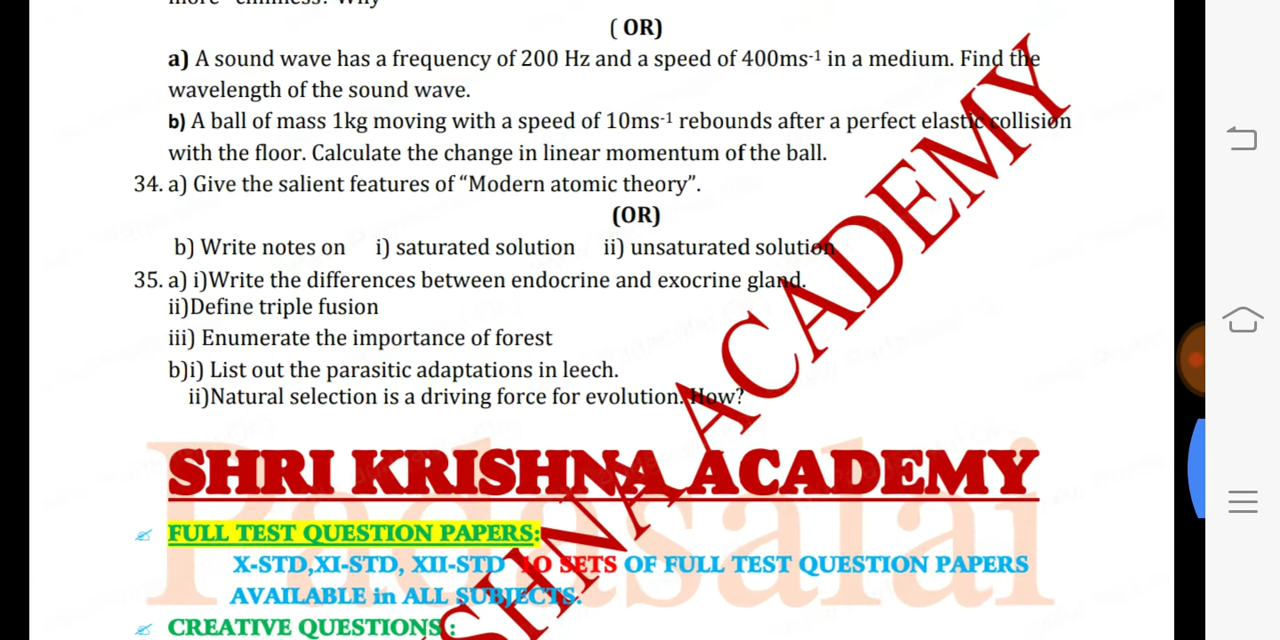 ( OR)
a) A sound wave has a frequency of 200 Hz and a speed of 400ms-1 in a medium. Find the
wavelength of the sound wave.
b) A ball of mass 1kg moving with a speed of 10ms-1 rebounds after a perfect elastic collision
with the floor. Calculate the change in linear momentum of the ball.
34. a) Give the salient features of “Modern atomic theory”.
(OR)
b) Write notes on i) saturated solution ii) unsaturated solution
35. a) i)Write the differences between endocrine and exocrine gland.
ii)Define triple fusion
iii) Enumerate the importance of forest
b)i) List out the parasitic adaptations in leech.
ii)Natural selection is a driving force for evolution. How?
SHRI KRISHNA ACADEMY
FULL TEST QUESTION PAPERS:
X-STD,XI-STD, XII-STD 10 SETS OF FULL TEST QUESTION PAPERS
AVAILABLE in ALL SUBJECTS.
CREATIVE QUESTIONS :
SHNA ACADEMY
Padasalai